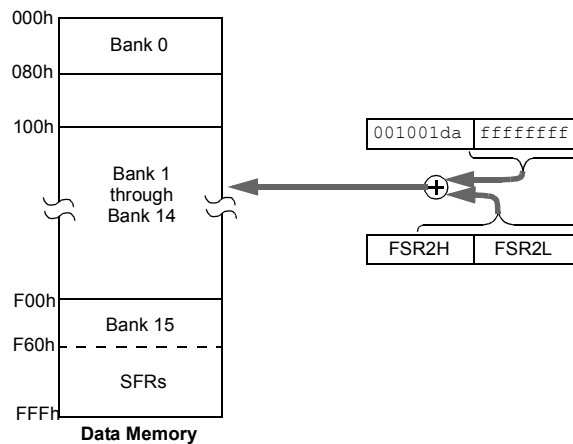 000h
Bank 0
080h
100h
001001da ffffffff
Bank 1
through
Bank 14
FSR2H FSR2L
F00h
Bank 15
F60h
SFRs
FFFh
Data Memory